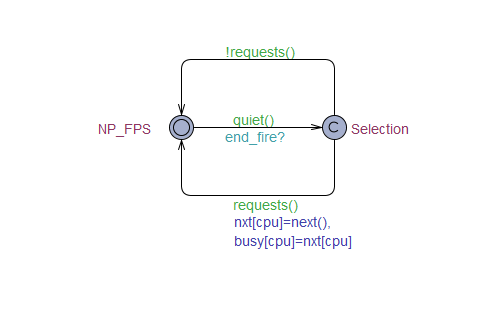 !requests()
quiet()
NP_FPS
C
Selection
end_fire?
requests()
nxt[cpu]=next(),
busy[cpu]=nxt[cpu]